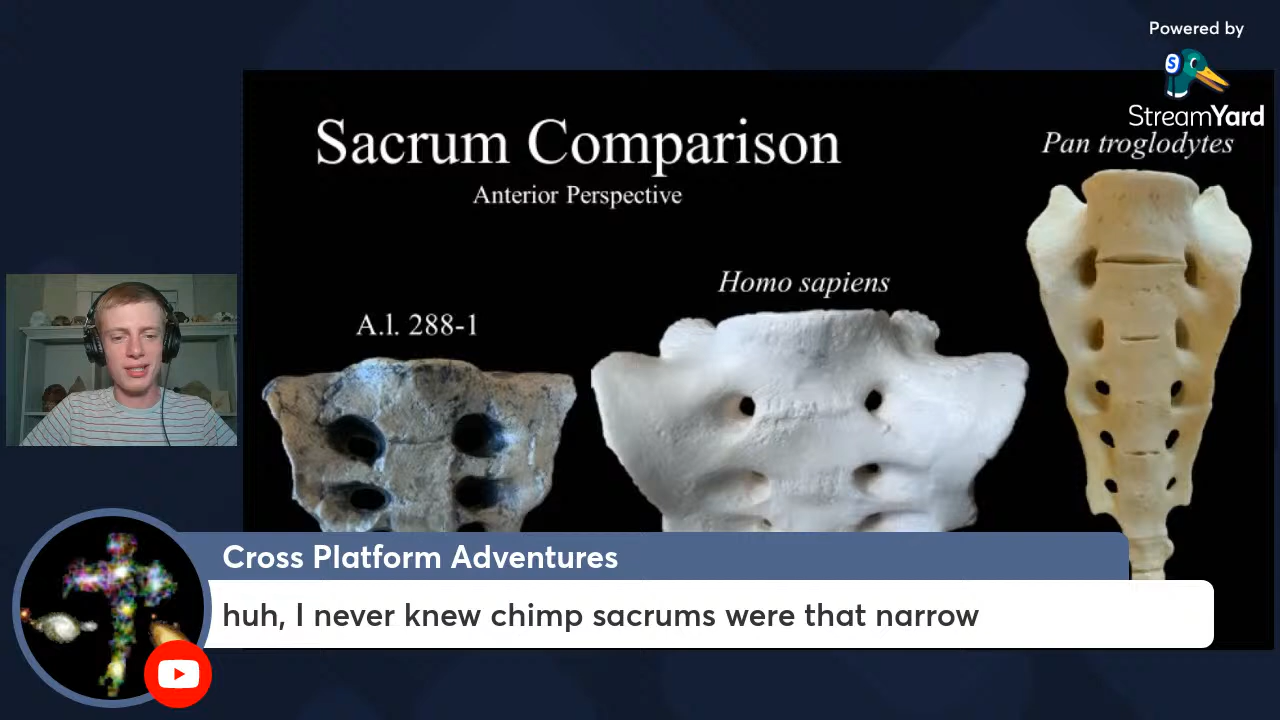 Powered by
StreamYard
Sacrum Comparison
Anterior Perspective
Pan troglodytes
Homo sapiens
A.l. 288-1
Cross Platform Adventures
huh, I never knew chimp sacrums were that narrow